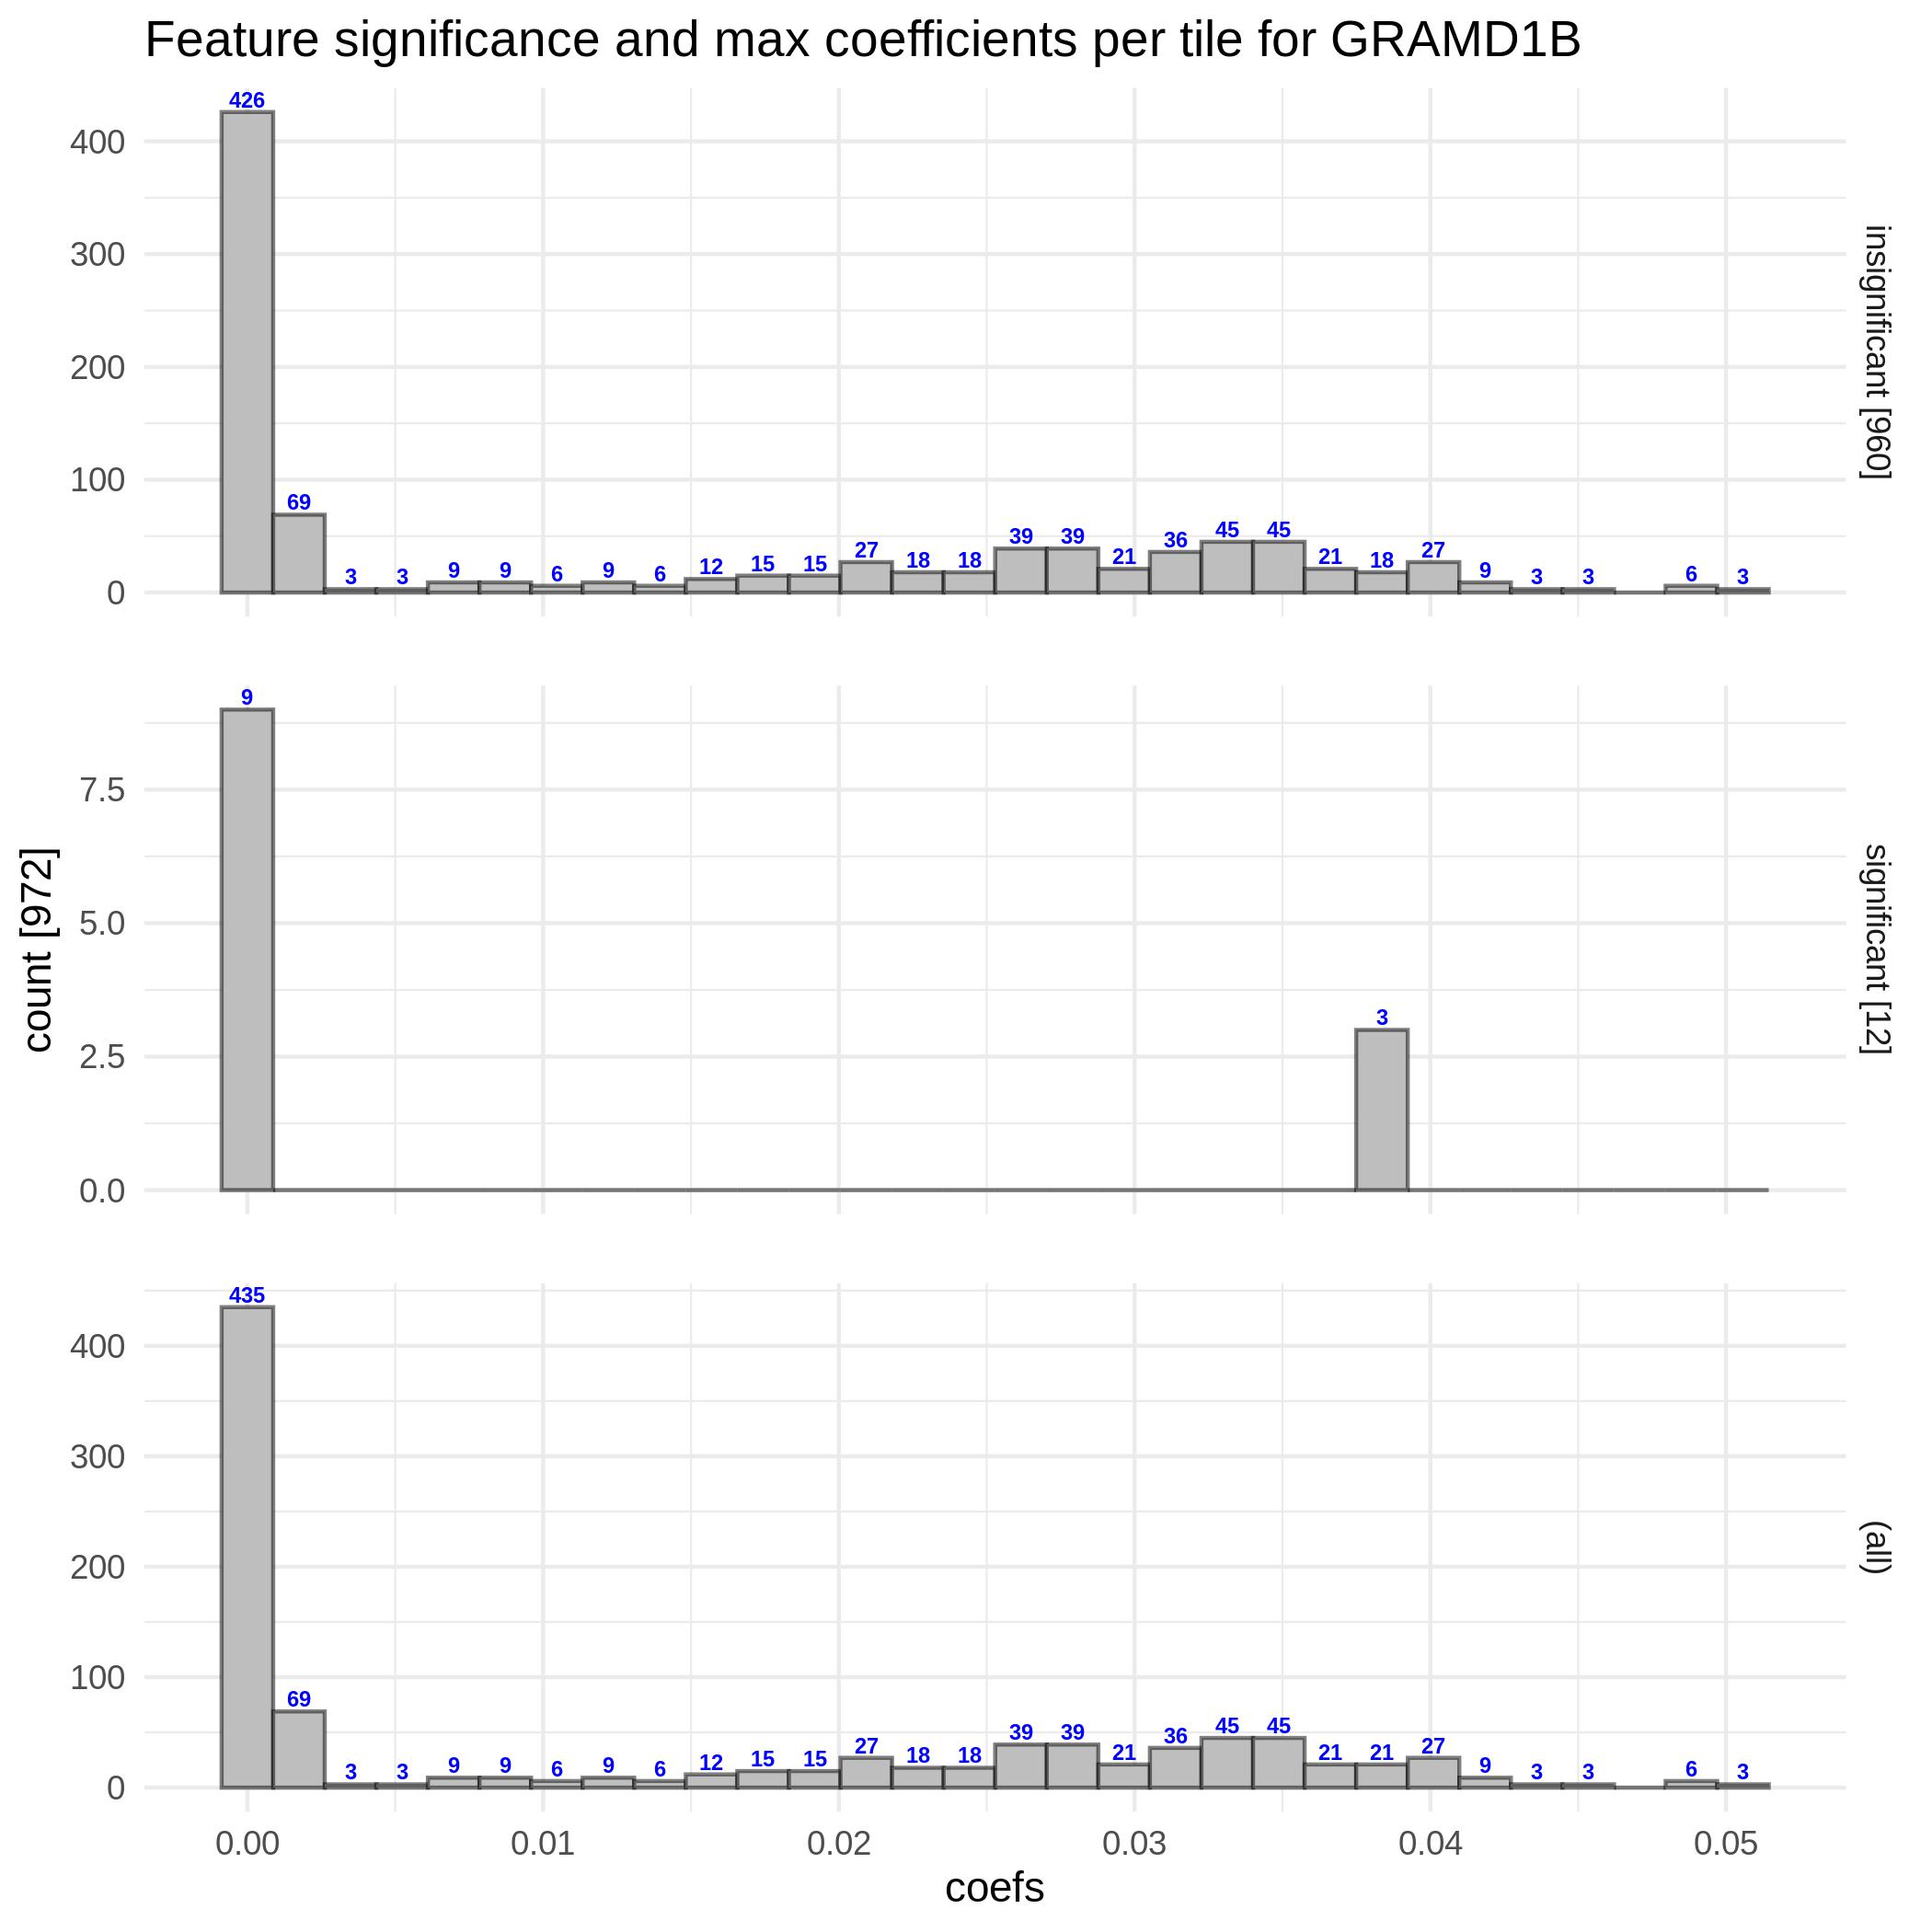 Feature significance and max coefficients per tile for GRAMD1B
count [972]
insignificant [960]
400
300
200
100
0
426 69 3 3 9 9 6 9 6 12 15 15 27 18 18 39 39 21 36 45 45 21 18 27 9 3 3 6 3
significant [12]
7.5
5.0
2.5
0.0
9 3
(all)
400
300
200
100
0
435 69 3 3 9 9 6 9 6 12 15 15 27 18 18 39 39 21 36 45 45 21 21 27 9 3 3 6 3
0.00 0.01 0.02 0.03 0.04 0.05
coefs